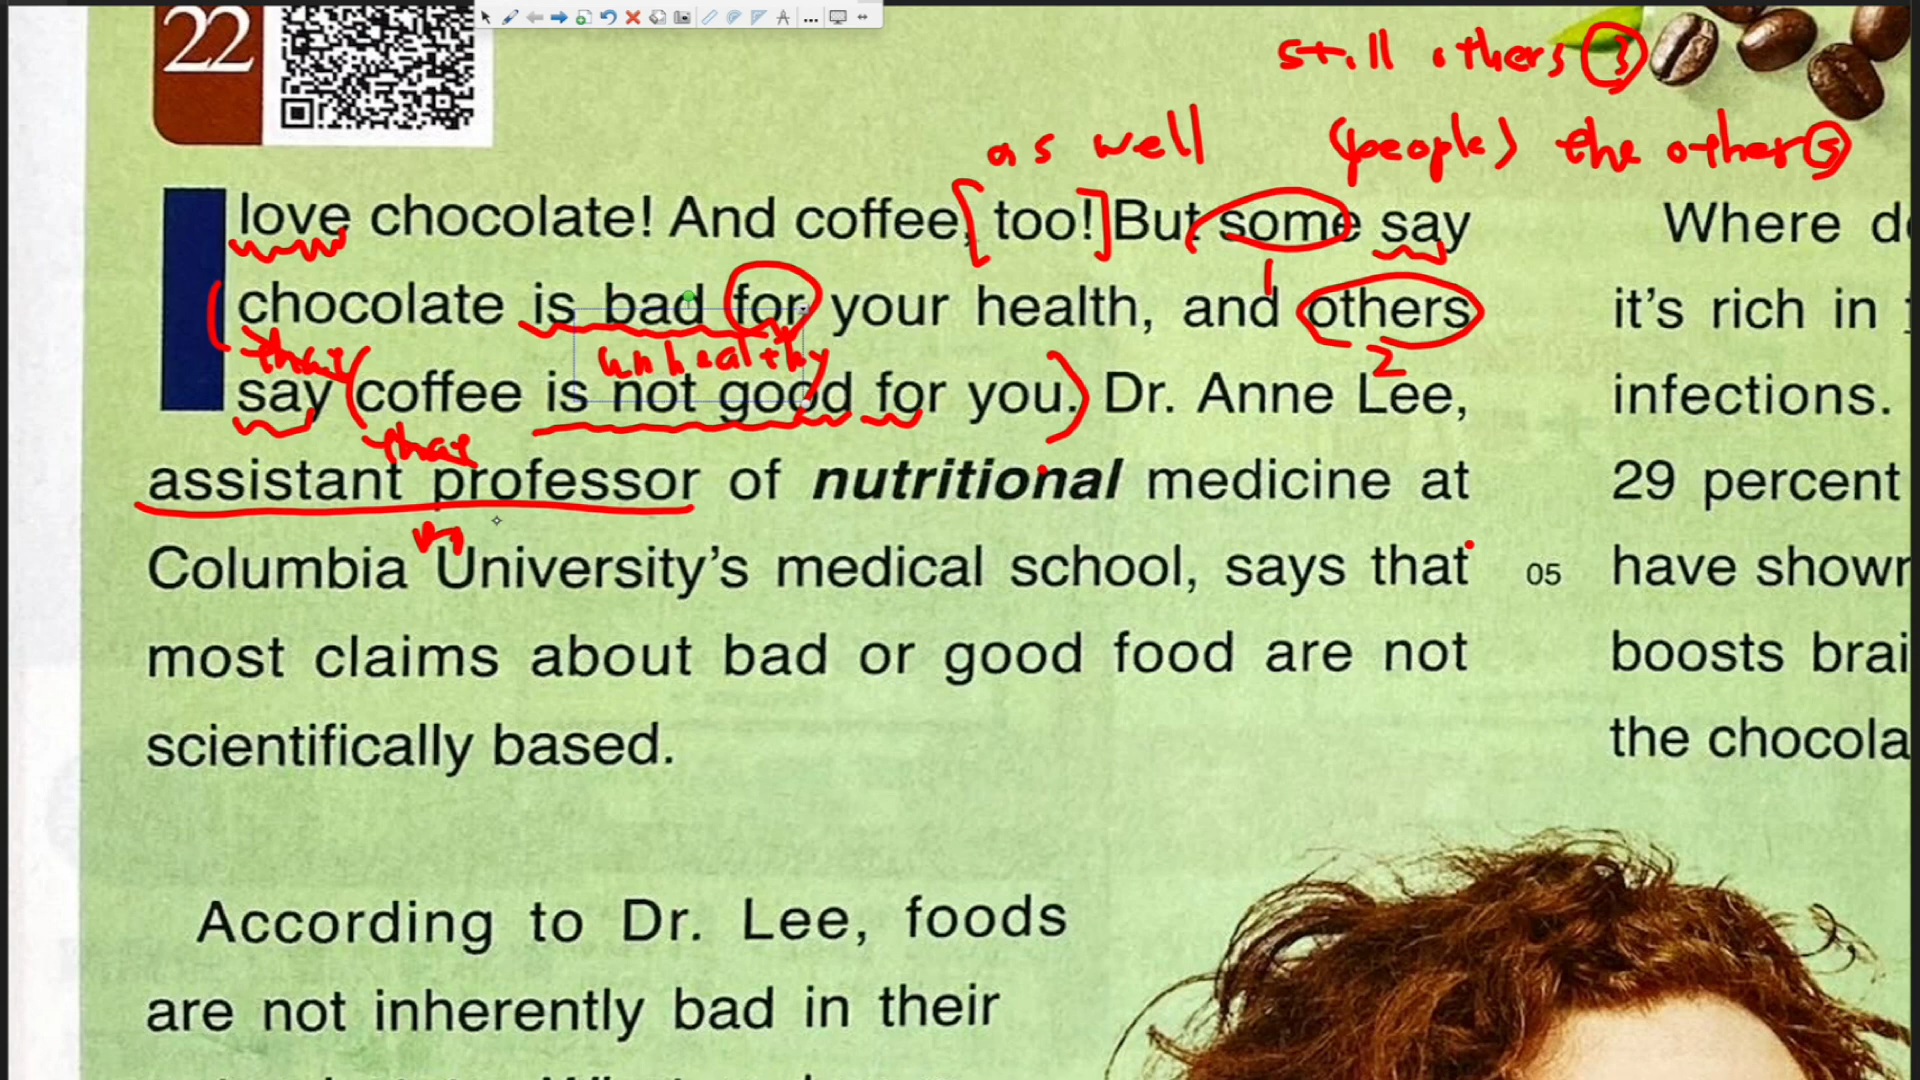 22
still others 3
as well (people) the others
I love chocolate! And coffee, [too!] But some say
1
(chocolate is bad for your health, and others
that unhealthy 2
say (coffee is not good for you.) Dr. Anne Lee,
that
assistant professor of nutritional medicine at
Columbia University's medical school, says that
most claims about bad or good food are not
scientifically based.
According to Dr. Lee, foods
are not inherently bad in their
Where do
it's rich in
infections.
29 percent
05 have shown
boosts brai
the chocola